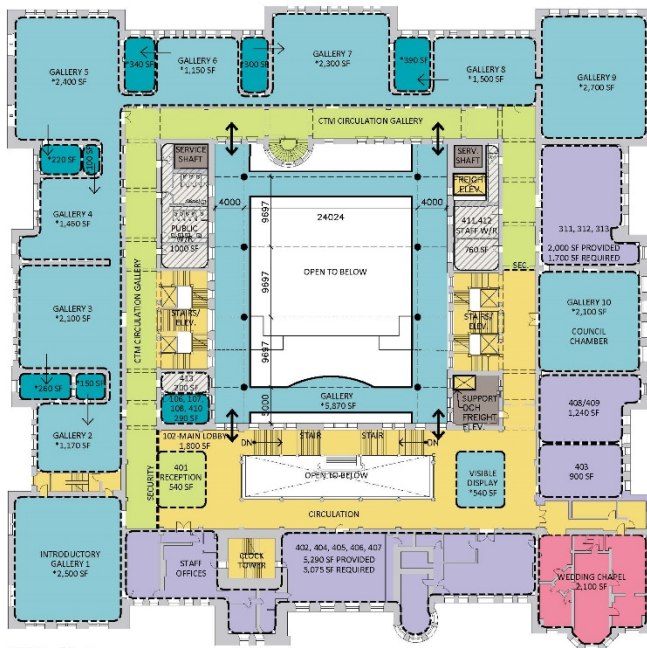 GALLERY 5
*2,400 SF
*340 SF
GALLERY 6
*1,150 SF
*300 SF
GALLERY 7
*2,300 SF
*390 SF
GALLERY 8
*1,500 SF
GALLERY 9
*2,700 SF
CTM CIRCULATION GALLERY
SERVICE
SHAFT
SERV.
SHAFT
FREIGHT
ELEV.
*220 SF
*100 SF
GALLERY 4
*1,460 SF
PUBLIC
W/R
1000 SF
4000
4000
9697
24024
OPEN TO BELOW
9697
9697
5000
411,412
STAFF W/R
760 SF
SEC.
311, 312, 313
2,000 SF PROVIDED
1,700 SF REQUIRED
GALLERY 3
*2,100 SF
CTM CIRCULATION GALLERY
STAIRS/
ELEV.
STAIRS/
ELEV.
GALLERY 10
*2,100 SF
COUNCIL
CHAMBER
*260 SF
*150 SF
413
200 SF
106, 107,
108, 410
290 SF
GALLERY
*5,870 SF
SUPPORT
DCH
FREIGHT
ELEV.
408/409
1,240 SF
GALLERY 2
*1,170 SF
102-MAIN LOBBY
1,800 SF
DN
STAIR
STAIR
DN
401
RECEPTION
540 SF
OPEN TO BELOW
VISIBLE
DISPLAY
*540 SF
403
900 SF
SECURITY
CIRCULATION
INTRODUCTORY
GALLERY 1
*2,500 SF
STAFF
OFFICES
CLOCK
TOWER
402, 404, 405, 406, 407
5,290 SF PROVIDED
3,075 SF REQUIRED
WEDDING CHAPEL
2,100 SF